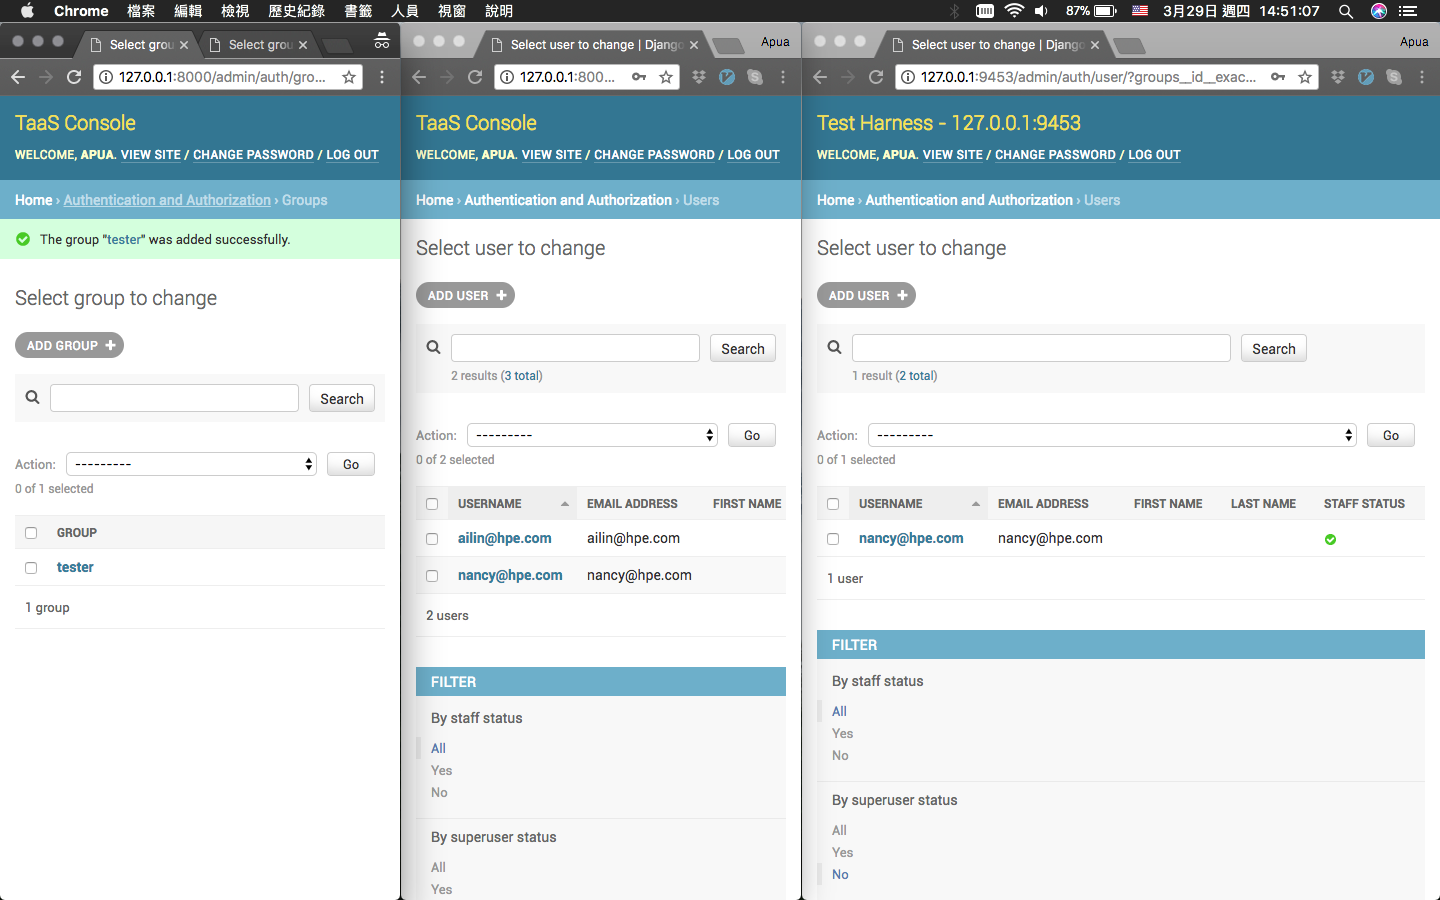 Chrome 檔案 編輯 檢視 歷史紀錄 書籤 人員 視窗 說明 87% 3月29日 週四 14:51:07
Select grou Select grou
127.0.0.1:8000/admin/auth/gro...
TaaS Console
WELCOME, APUA. VIEW SITE / CHANGE PASSWORD / LOG OUT
Home › Authentication and Authorization › Groups
The group "tester" was added successfully.
Select group to change
ADD GROUP
Search
Action: --------- Go
0 of 1 selected
GROUP
tester
1 group
Select user to change | Django Apua
127.0.0.1:800...
TaaS Console
WELCOME, APUA. VIEW SITE / CHANGE PASSWORD / LOG OUT
Home › Authentication and Authorization › Users
Select user to change
ADD USER
Search
2 results (3 total)
Action: --------- Go
0 of 2 selected
USERNAME EMAIL ADDRESS FIRST NAME
ailin@hpe.com ailin@hpe.com
nancy@hpe.com nancy@hpe.com
2 users
FILTER
By staff status
All
Yes
No
By superuser status
All
Yes
Select user to change | Django Apua
127.0.0.1:9453/admin/auth/user/?groups__id__exac...
Test Harness - 127.0.0.1:9453
WELCOME, APUA. VIEW SITE / CHANGE PASSWORD / LOG OUT
Home › Authentication and Authorization › Users
Select user to change
ADD USER
Search
1 result (2 total)
Action: --------- Go
0 of 1 selected
USERNAME EMAIL ADDRESS FIRST NAME LAST NAME STAFF STATUS
nancy@hpe.com nancy@hpe.com
1 user
FILTER
By staff status
All
Yes
No
By superuser status
All
Yes
No